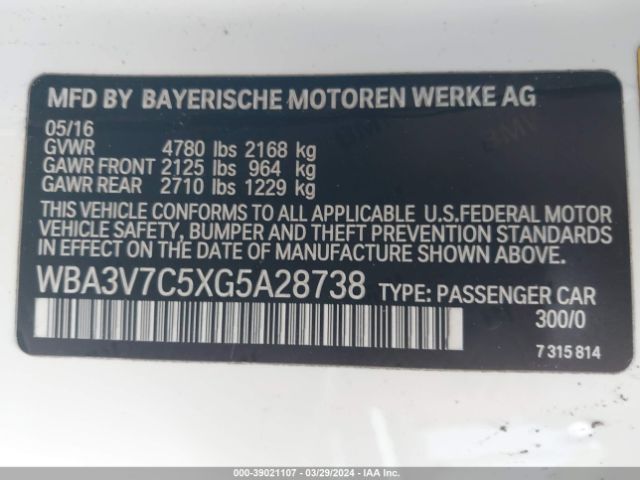 MFD BY BAYERISCHE MOTOREN WERKE AG
05/16
GVWR 4780 lbs 2168 kg
GAWR FRONT 2125 lbs 964 kg
GAWR REAR 2710 lbs 1229 kg
THIS VEHICLE CONFORMS TO ALL APPLICABLE U.S.FEDERAL MOTOR
VEHICLE SAFETY, BUMPER AND THEFT PREVENTION STANDARDS
IN EFFECT ON THE DATE OF MANUFACTURE SHOWN ABOVE.
WBA3V7C5XG5A28738 TYPE: PASSENGER CAR
300/0
7 315 814
000-39021107 - 03/29/2024 - IAAI.COM